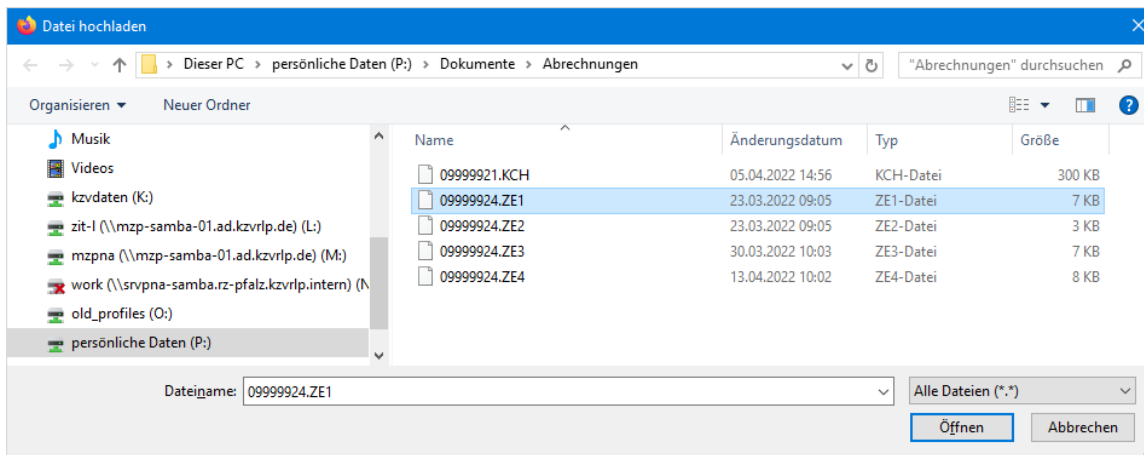 Datei hochladen
Dieser PC > persönliche Daten (P:) > Dokumente > Abrechnungen "Abrechnungen" durchsuchen
Organisieren Neuer Ordner ?
Musik
Videos
kzvdaten (K:)
zit-l (\\mzp-samba-01.ad.kzvrlp.de) (L:)
mzpna (\\mzp-samba-01.ad.kzvrlp.de) (M:)
work (\\srvpna-samba.rz-pfalz.kzvrlp.intern) (N
old_profiles (O:)
persönliche Daten (P:)
Name Änderungsdatum Typ Größe
09999921.KCH 05.04.2022 14:56 KCH-Datei 300 KB
09999924.ZE1 23.03.2022 09:05 ZE1-Datei 7 KB
09999924.ZE2 23.03.2022 09:05 ZE2-Datei 3 KB
09999924.ZE3 30.03.2022 10:03 ZE3-Datei 7 KB
09999924.ZE4 13.04.2022 10:02 ZE4-Datei 8 KB
Dateiname: 09999924.ZE1 Alle Dateien (*.*)
Öffnen Abbrechen